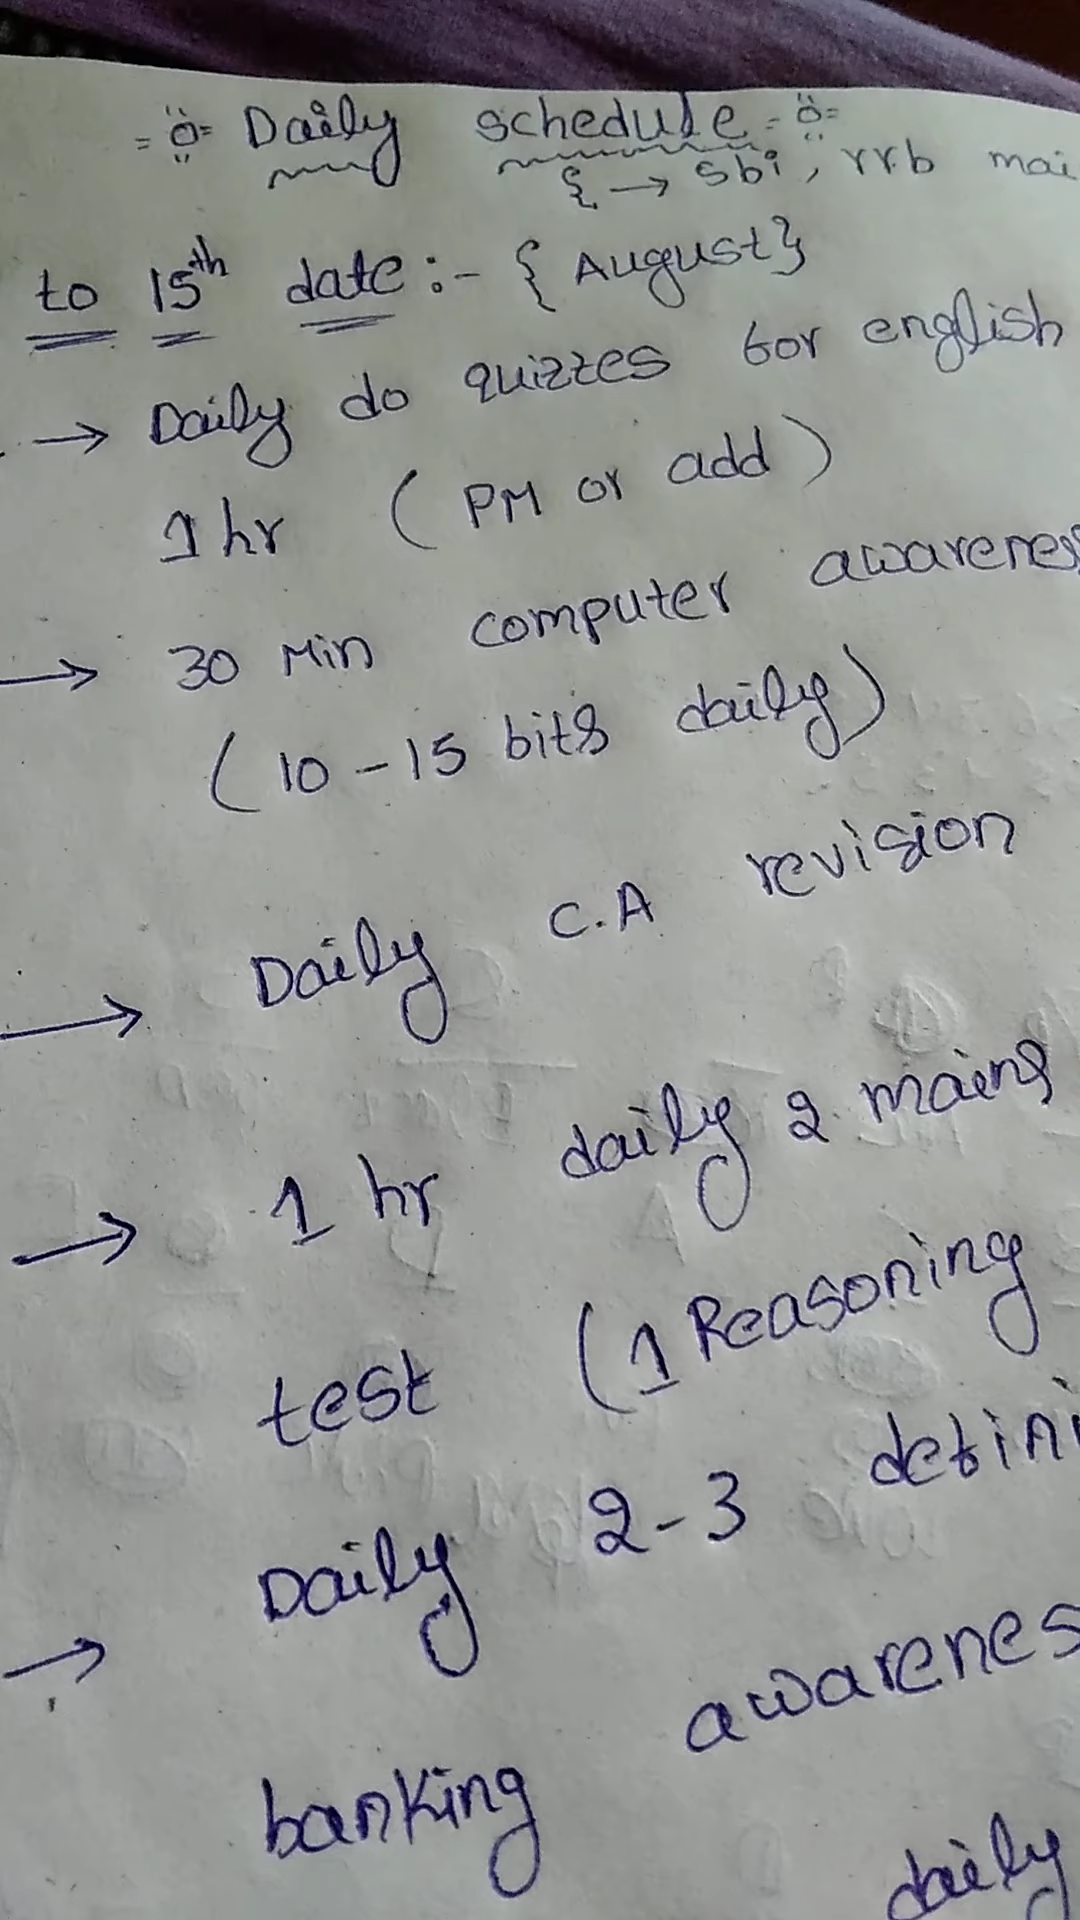 Daily schedule
{→ sbi, rrb mai
to 15th date:- {August}
→ Daily do quizzes for english
1 hr (PM or add)
→ 30 Min computer awarenes
(10-15 bits daily)
→ Daily C.A revision
→ 1 hr daily 2 mains
test (1 Reasoning
→ Daily 2-3 defini
banking awarenes
daily